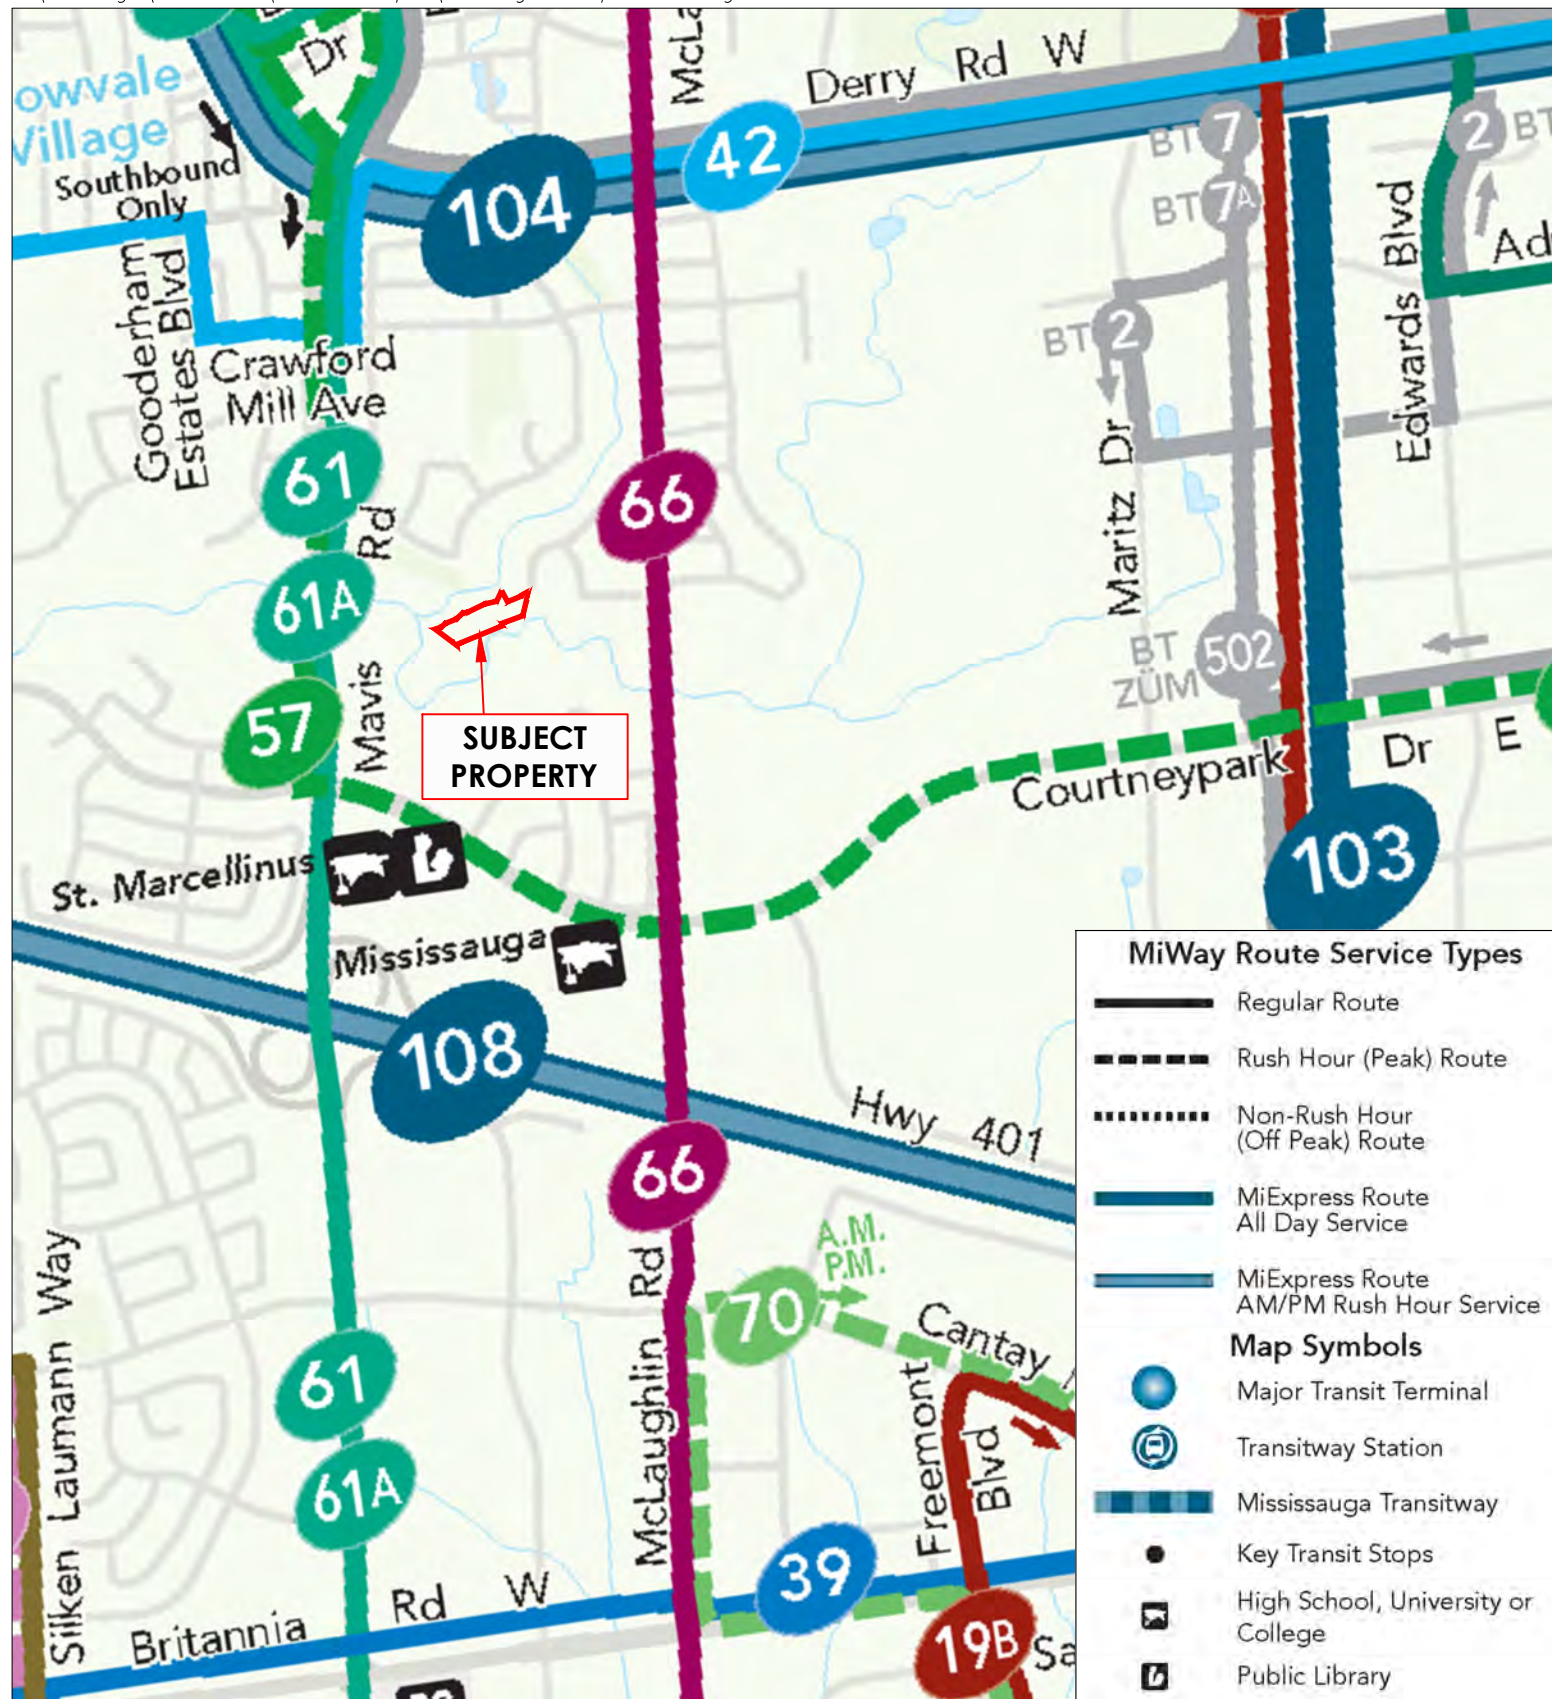 Dr
McLa
Derry Rd W
owvale
Village
Southbound
Only
42
104
BT 7
BT 7A
2 BT
Edwards Blvd
Ad
Gooderham
Estates Blvd
Crawford
Mill Ave
BT 2
Maritz Dr
61
Rd
66
61A
Mavis
57
SUBJECT
PROPERTY
BT
ZÜM
502
Courtneypark Dr E
103
St. Marcellinus
Mississauga
108
Hwy 401
66
A.M.
P.M.
70
Cantay
Silken Laumann Way
McLaughlin Rd
Freemont
Blvd
61
61A
39
Britannia Rd W
19B
Sa
MiWay Route Service Types
Regular Route
Rush Hour (Peak) Route
Non-Rush Hour
(Off Peak) Route
MiExpress Route
All Day Service
MiExpress Route
AM/PM Rush Hour Service
Map Symbols
Major Transit Terminal
Transitway Station
Mississauga Transitway
Key Transit Stops
High School, University or
College
Public Library